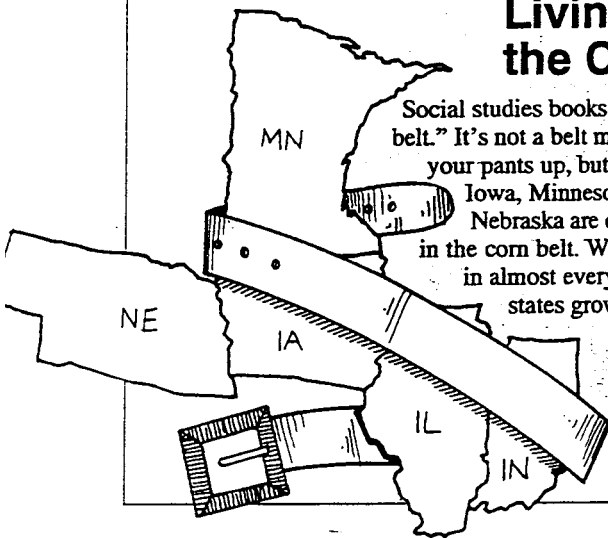 Livin
the C
Social studies books
belt.” It's not a belt m
your pants up, but
Iowa, Minneso
Nebraska are
in the corn belt. W
in almost every
states grow
MN
NE
IA
IL
IN